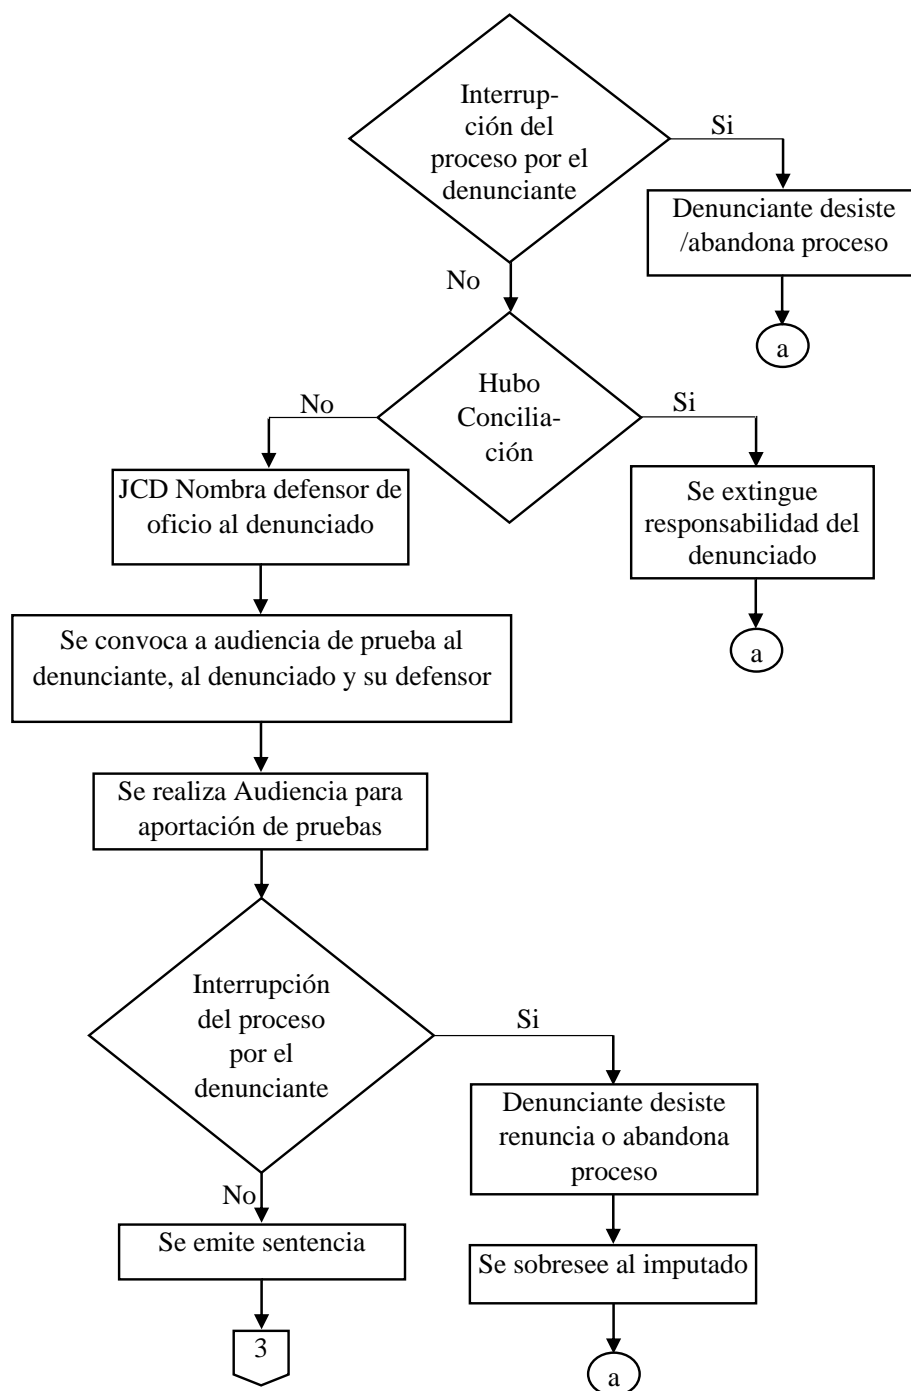 Interrup-
ción del
proceso por el
denunciante
Si
Denunciante desiste
/abandona proceso
a
No
Hubo
Concilia-
ción
No
Si
JCD Nombra defensor de
oficio al denunciado
Se extingue
responsabilidad del
denunciado
a
Se convoca a audiencia de prueba al
denunciante, al denunciado y su defensor
Se realiza Audiencia para
aportación de pruebas
Interrupción
del proceso
por el
denunciante
Si
Denunciante desiste
renuncia o abandona
proceso
No
Se emite sentencia
Se sobresee al imputado
3
a